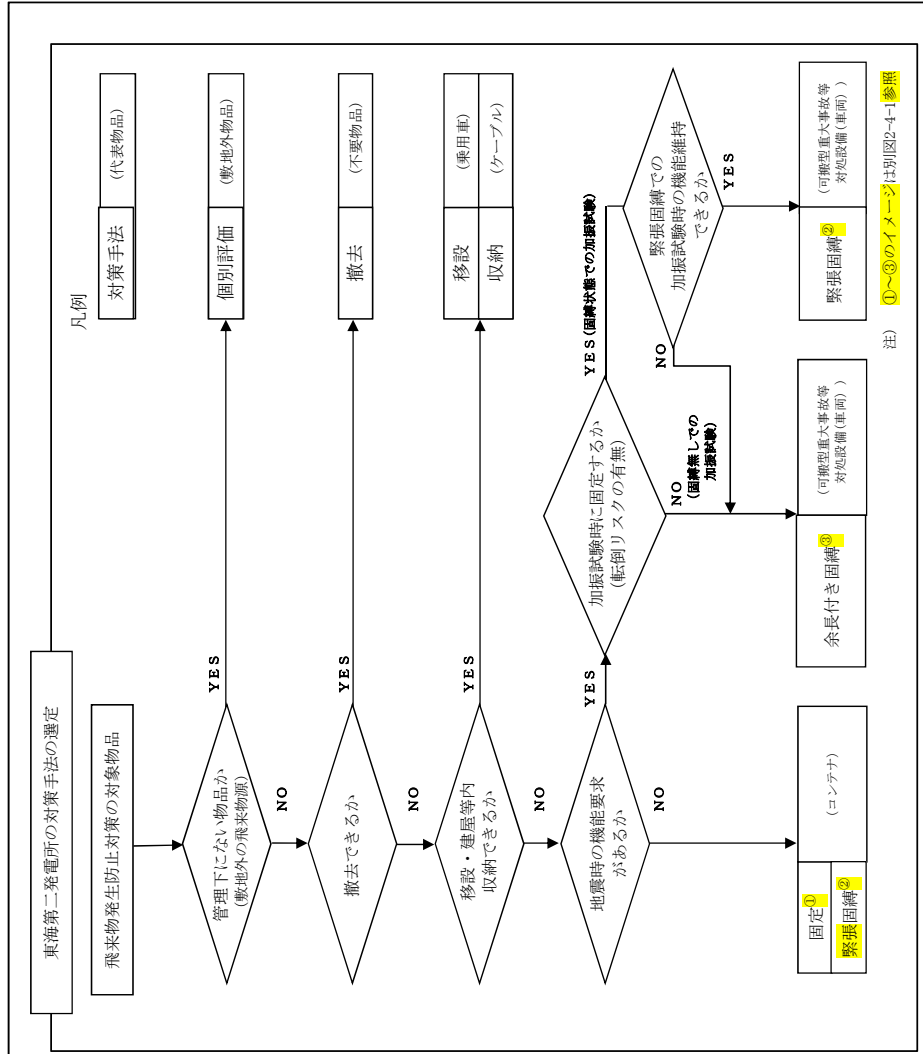 東海第二発電所の対策手法の選定
飛来物発生防止対策の対象物品
凡例
対策手法
(代表物品)
管理下にない物品か
(敷地外の飛来物源)
YES
個別評価
(敷地外物品)
NO
撤去できるか
YES
撤去
(不要物品)
NO
移設・建屋等内
収納できるか
YES
移設
(乗用車)
収納
(ケーブル)
NO
地震時の機能要求
があるか
YES
加振試験時に固定するか
(転倒リスクの有無)
YES(固縛状態での加振試験)
緊張固縛での
加振試験時の機能維持
できるか
NO
NO
(固縛無しでの
加振試験)
NO
YES
固定①
緊張固縛②
(コンテナ)
余長付き固縛③
(可搬型重大事故等
対処設備(車両))
緊張固縛②
(可搬型重大事故等
対処設備(車両))
注) ①~③のイメージは別図2-4-1参照